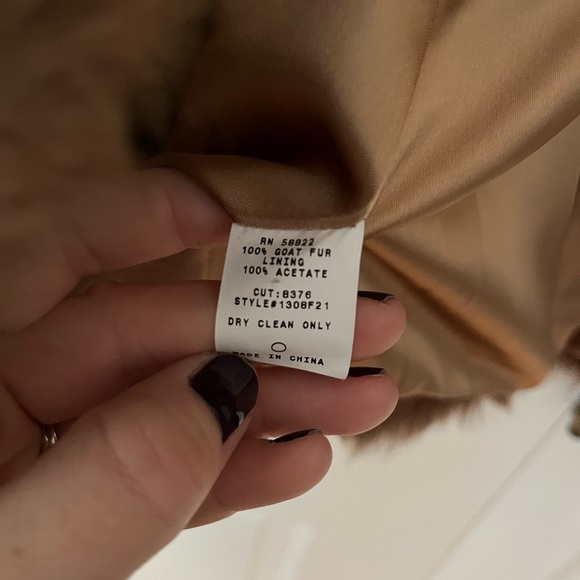 RN 58822
100% GOAT FUR
LINING
100% ACETATE
CUT:8376
STYLE#1308F21
DRY CLEAN ONLY
MADE IN CHINA